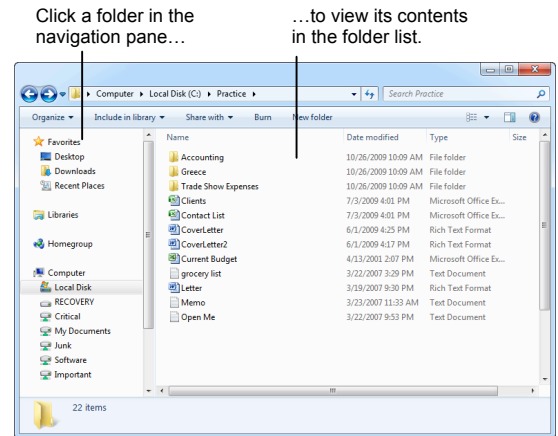 Click a folder in the navigation pane…
…to view its contents in the folder list.
Computer ▸ Local Disk (C:) ▸ Practice ▸
Search Practice
Organize ▾ Include in library ▾ Share with ▾ Burn New folder
Favorites
Desktop
Downloads
Recent Places
Libraries
Homegroup
Computer
Local Disk
RECOVERY
Critical
My Documents
Junk
Software
Important
Name Date modified Type Size
Accounting 10/26/2009 10:09 AM File folder
Greece 10/26/2009 10:09 AM File folder
Trade Show Expenses 10/26/2009 10:09 AM File folder
Clients 7/3/2009 4:01 PM Microsoft Office Ex...
Contact List 7/3/2009 4:01 PM Microsoft Office Ex...
CoverLetter 6/1/2009 4:25 PM Rich Text Format
CoverLetter2 6/1/2009 4:17 PM Rich Text Format
Current Budget 4/13/2001 2:07 PM Microsoft Office Ex...
grocery list 3/22/2007 3:29 PM Text Document
Letter 3/19/2007 9:30 PM Rich Text Format
Memo 3/23/2007 11:33 AM Text Document
Open Me 3/22/2007 9:53 PM Text Document
22 items